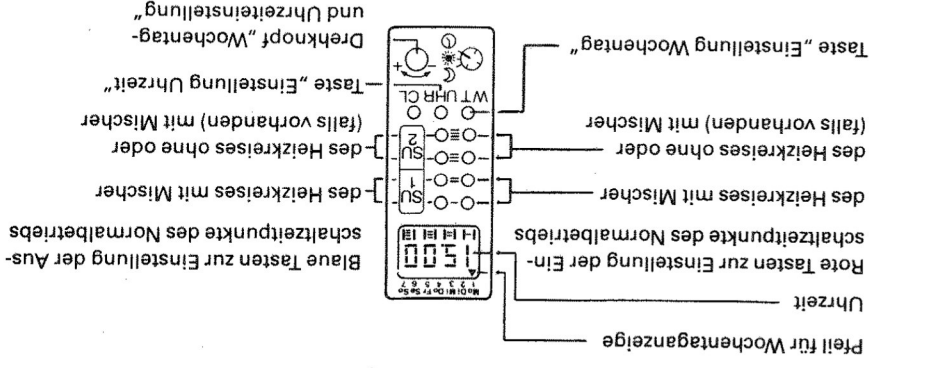 Pfeil für Wochentaganzeige
Uhrzeit
Rote Tasten zur Einstellung der Ein-
schaltzeitpunkte des Normalbetriebs
des Heizkreises mit Mischer
des Heizkreises ohne oder
(falls vorhanden) mit Mischer
Taste „Einstellung Wochentag"
Mo Di Mi Do Fr Sa So
1 2 3 4 5 6 7
15:00
SU
1
SU
2
WT UHR CL
- +
Blaue Tasten zur Einstellung der Aus-
schaltzeitpunkte des Normalbetriebs
des Heizkreises mit Mischer
des Heizkreises ohne oder
(falls vorhanden) mit Mischer
Taste „Einstellung Uhrzeit"
Drehknopf „Wochentag-
und Uhrzeiteinstellung"